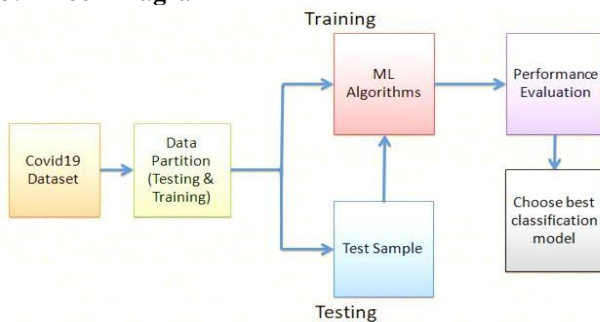 Training
ML
Algorithms
Performance
Evaluation
Covid19
Dataset
Data
Partition
(Testing &
Training)
Test Sample
Choose best
classification
model
Testing